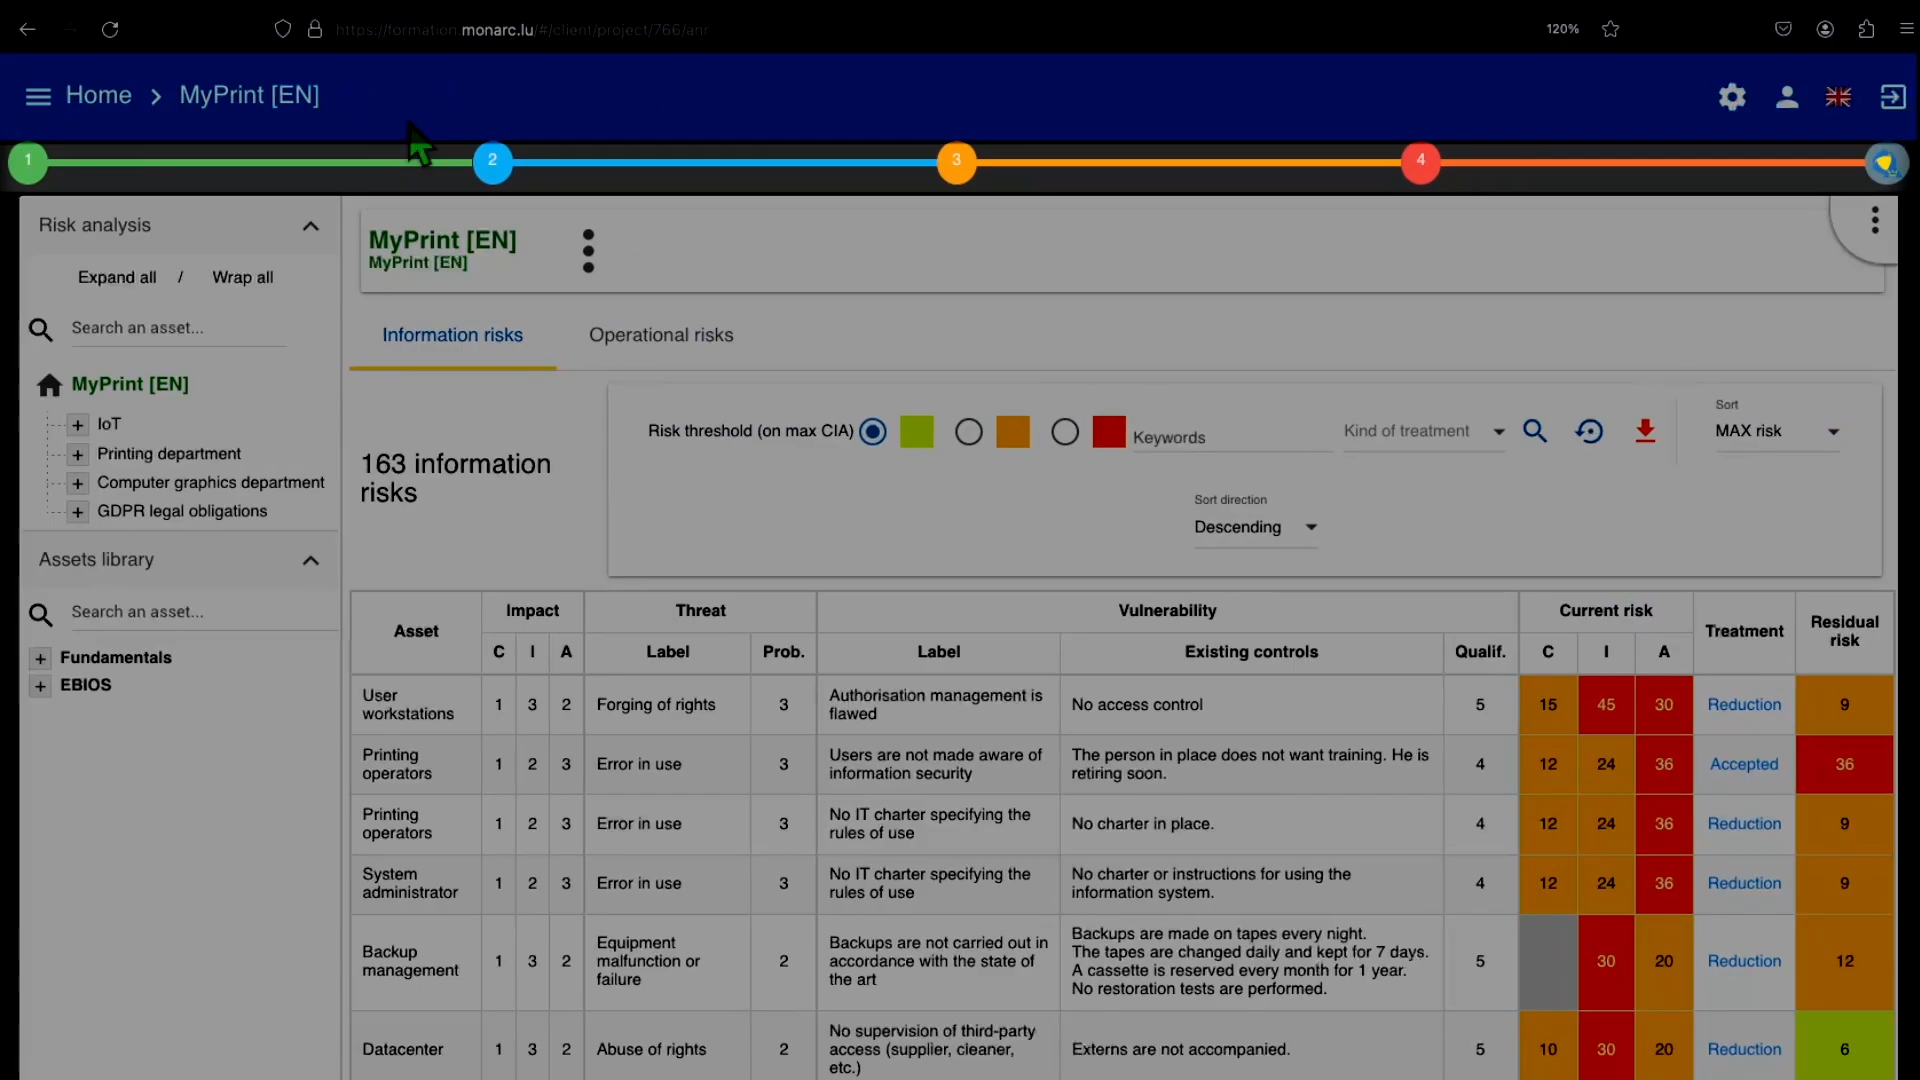 https://formation.monarc.lu/#/client/project/766/anr
120%
Home > MyPrint [EN]
1
2
3
4
Risk analysis
Expand all / Wrap all
Search an asset...
MyPrint [EN]
IoT
Printing department
Computer graphics department
GDPR legal obligations
Assets library
Search an asset...
Fundamentals
EBIOS
MyPrint [EN]
MyPrint [EN]
Information risks
Operational risks
163 information
risks
Risk threshold (on max CIA)
Keywords
Kind of treatment
Sort
MAX risk
Sort direction
Descending
Asset Impact Threat Vulnerability Current risk Treatment Residual risk
C I A Label Prob. Label Existing controls Qualif. C I A
User workstations 1 3 2 Forging of rights 3 Authorisation management is flawed No access control 5 15 45 30 Reduction 9
Printing operators 1 2 3 Error in use 3 Users are not made aware of information security The person in place does not want training. He is retiring soon. 4 12 24 36 Accepted 36
Printing operators 1 2 3 Error in use 3 No IT charter specifying the rules of use No charter in place. 4 12 24 36 Reduction 9
System administrator 1 2 3 Error in use 3 No IT charter specifying the rules of use No charter or instructions for using the information system. 4 12 24 36 Reduction 9
Backup management 1 3 2 Equipment malfunction or failure 2 Backups are not carried out in accordance with the state of the art Backups are made on tapes every night. The tapes are changed daily and kept for 7 days. A cassette is reserved every month for 1 year. No restoration tests are performed. 5 30 20 Reduction 12
Datacenter 1 3 2 Abuse of rights 2 No supervision of third-party access (supplier, cleaner, etc.) Externs are not accompanied. 5 10 30 20 Reduction 6